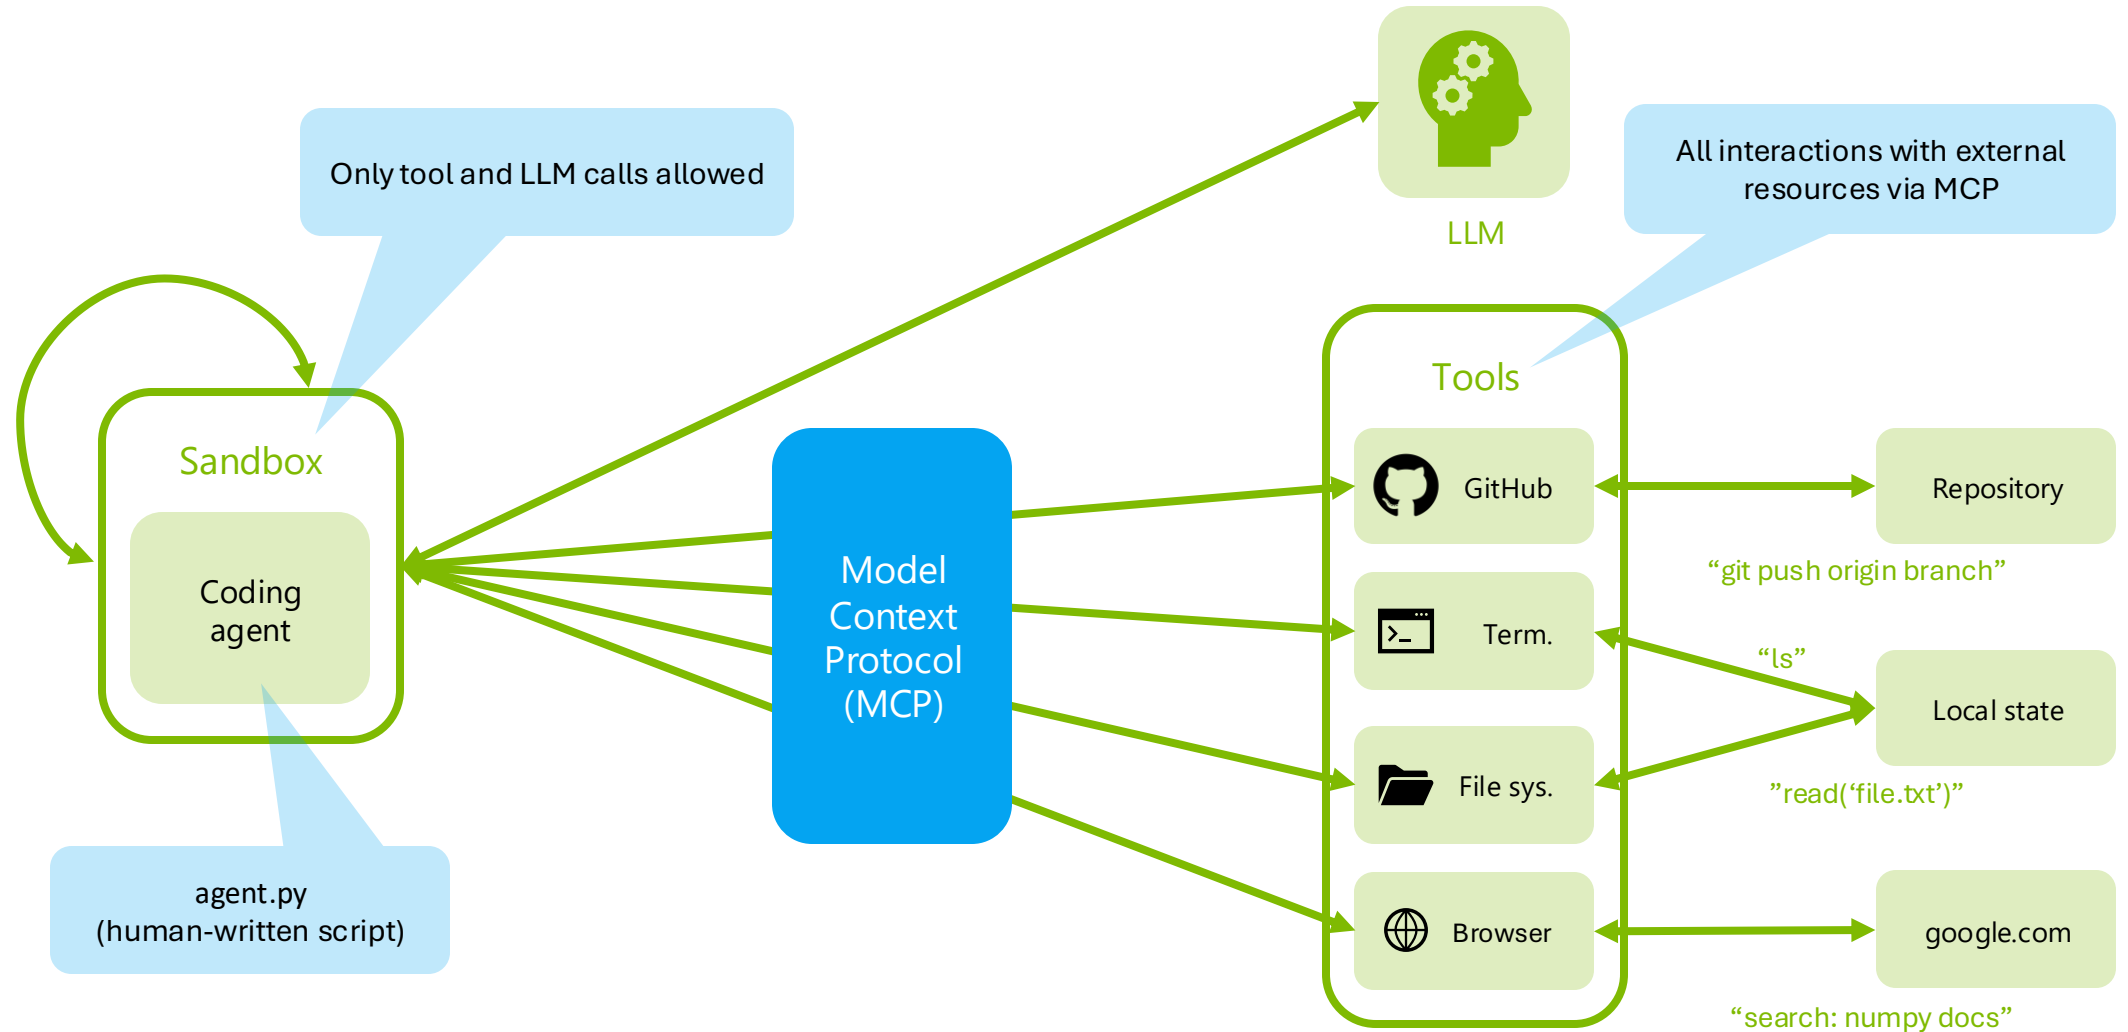 Only tool and LLM calls allowed
LLM
All interactions with external
resources via MCP
Sandbox
Coding
agent
agent.py
(human-written script)
Model
Context
Protocol
(MCP)
Tools
GitHub
Term.
File sys.
Browser
Repository
“git push origin branch”
“ls”
Local state
”read(‘file.txt’)”
google.com
“search: numpy docs”